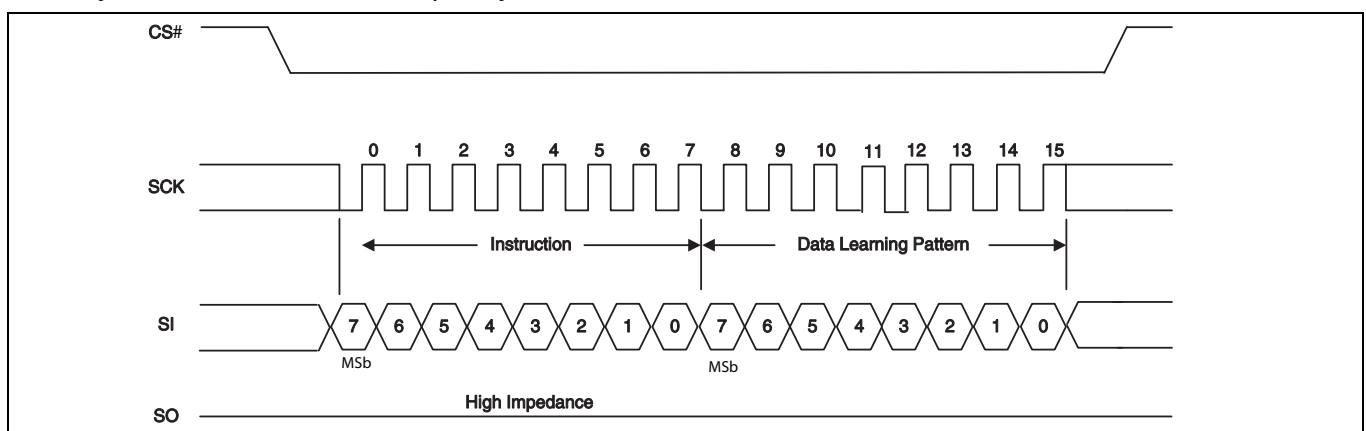 CS#
0 1 2 3 4 5 6 7 8 9 10 11 12 13 14 15
SCK
Instruction Data Learning Pattern
SI 7 6 5 4 3 2 1 0 7 6 5 4 3 2 1 0
MSb MSb
High Impedance
SO